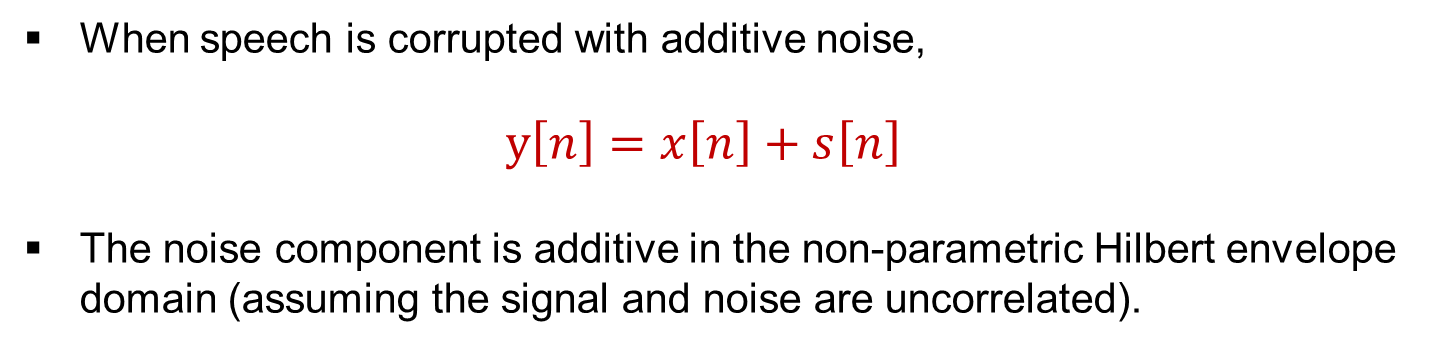 ▪ When speech is corrupted with additive noise,
y[n] = x[n] + s[n]
▪ The noise component is additive in the non-parametric Hilbert envelope
domain (assuming the signal and noise are uncorrelated).